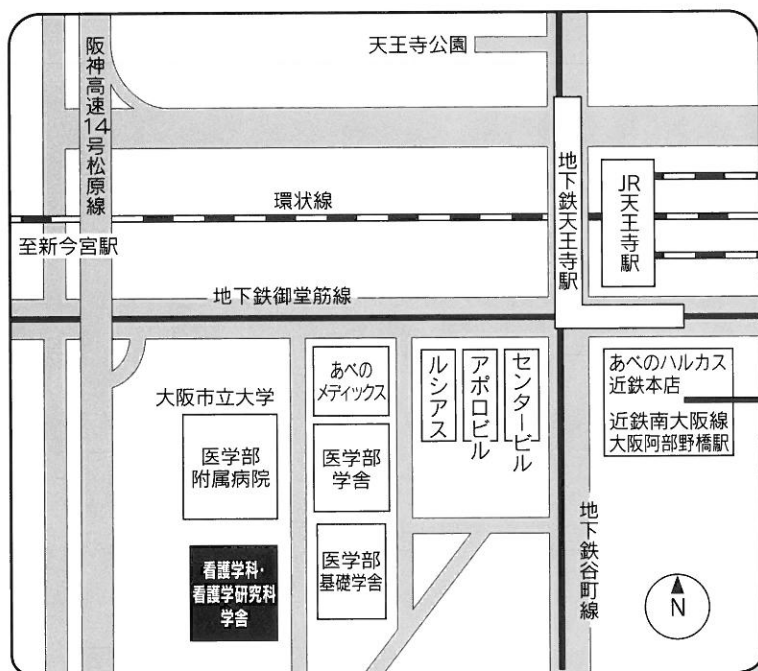 天王寺公園
阪神高速14号松原線
環状線
至新今宮駅
地下鉄天王寺駅
JR天王寺駅
地下鉄御堂筋線
大阪市立大学
医学部
附属病院
看護学科・
看護学研究科
学舎
あべの
メディックス
医学部
学舎
医学部
基礎学舎
ルシアス
アポロビル
センタービル
あべのハルカス
近鉄本店
近鉄南大阪線
大阪阿部野橋駅
地下鉄谷町線
N